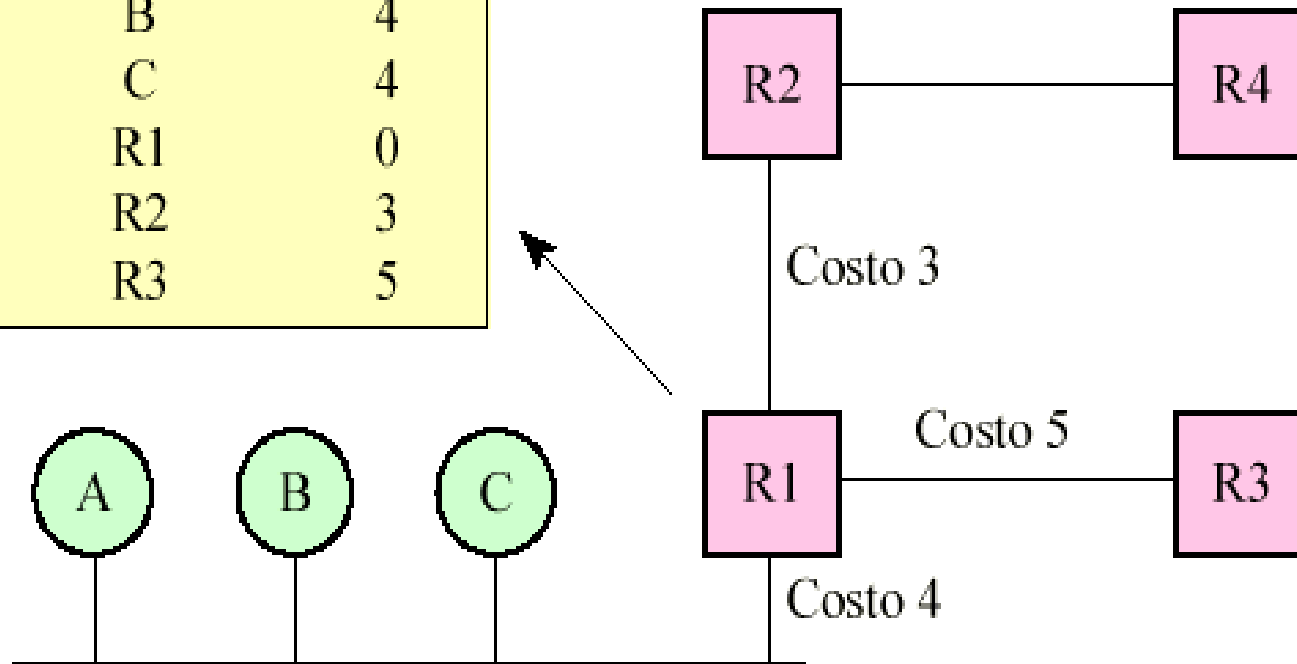 B 4
C 4
R1 0
R2 3
R3 5
R2
R4
Costo 3
Costo 5
A
B
C
R1
R3
Costo 4